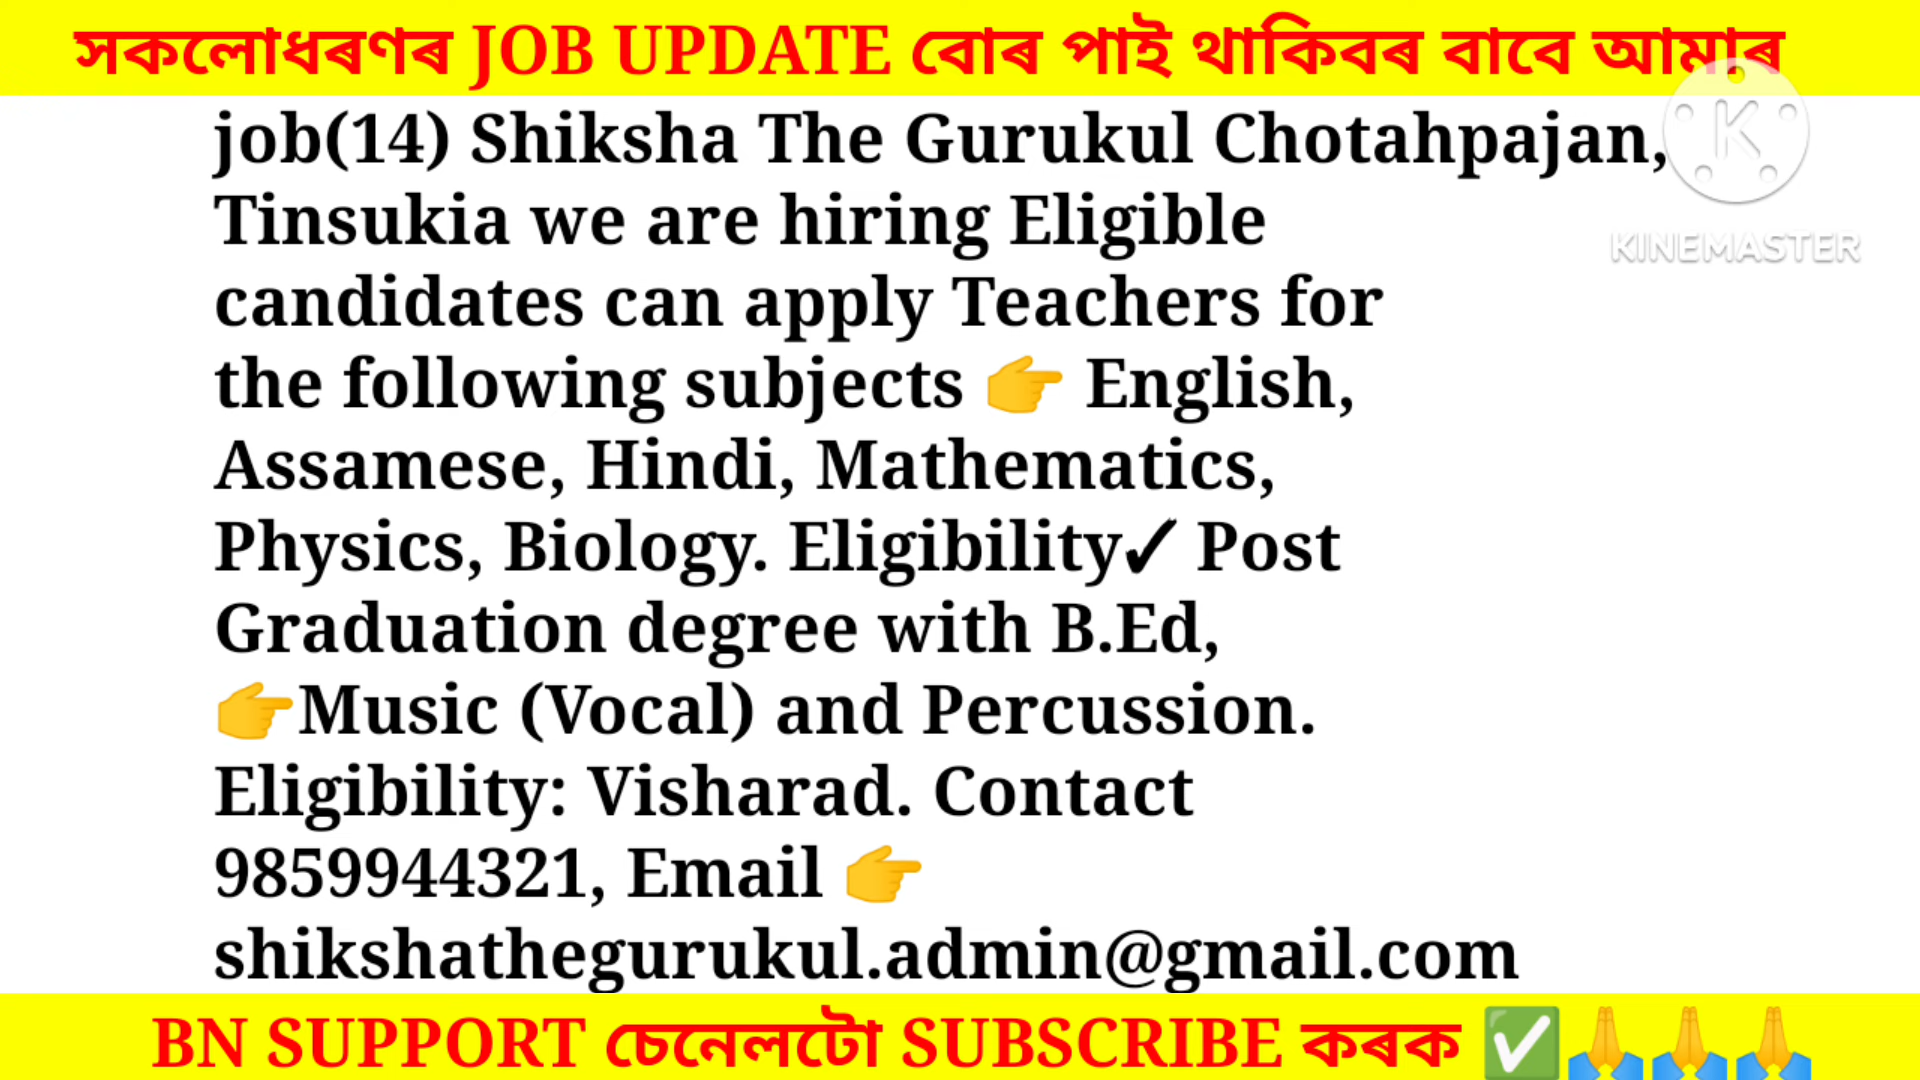 সকলোধৰণৰ JOB UPDATE বোৰ পাই থাকিবৰ বাবে আমাৰ
job(14) Shiksha The Gurukul Chotahpajan,
Tinsukia we are hiring Eligible
candidates can apply Teachers for
the following subjects 👉 English,
Assamese, Hindi, Mathematics,
Physics, Biology. Eligibility✓ Post
Graduation degree with B.Ed,
👉Music (Vocal) and Percussion.
Eligibility: Visharad. Contact
9859944321, Email 👉
shikshathegurukul.admin@gmail.com
BN SUPPORT চেনেলটো SUBSCRIBE কৰক ✅🙏🙏🙏
K
KINEMASTER